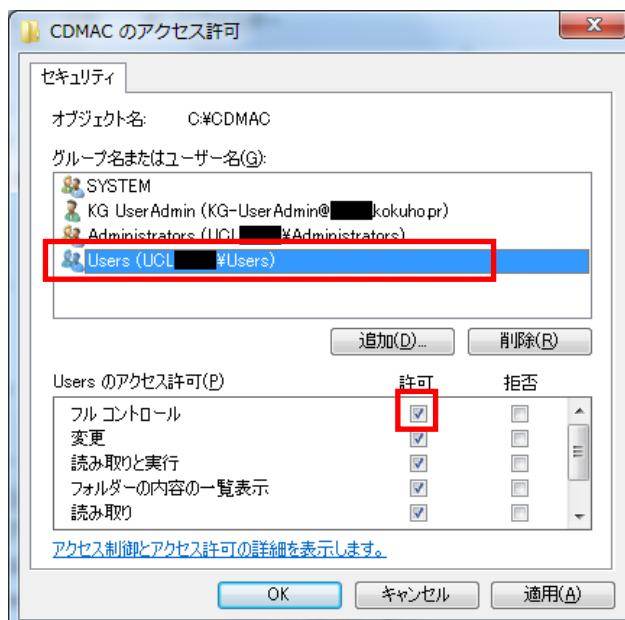 CDMAC のアクセス許可
セキュリティ
オブジェクト名: C:¥CDMAC
グループ名またはユーザー名(G):
SYSTEM
KG UserAdmin (KG-UserAdmin@ kokuho.pr)
Administrators (UCL ¥Administrators)
Users (UCL ¥Users)
追加(D)... 削除(R)
Users のアクセス許可(P) 許可 拒否
フル コントロール
変更
読み取りと実行
フォルダーの内容の一覧表示
読み取り
アクセス制御とアクセス許可の詳細を表示します。
OK キャンセル 適用(A)